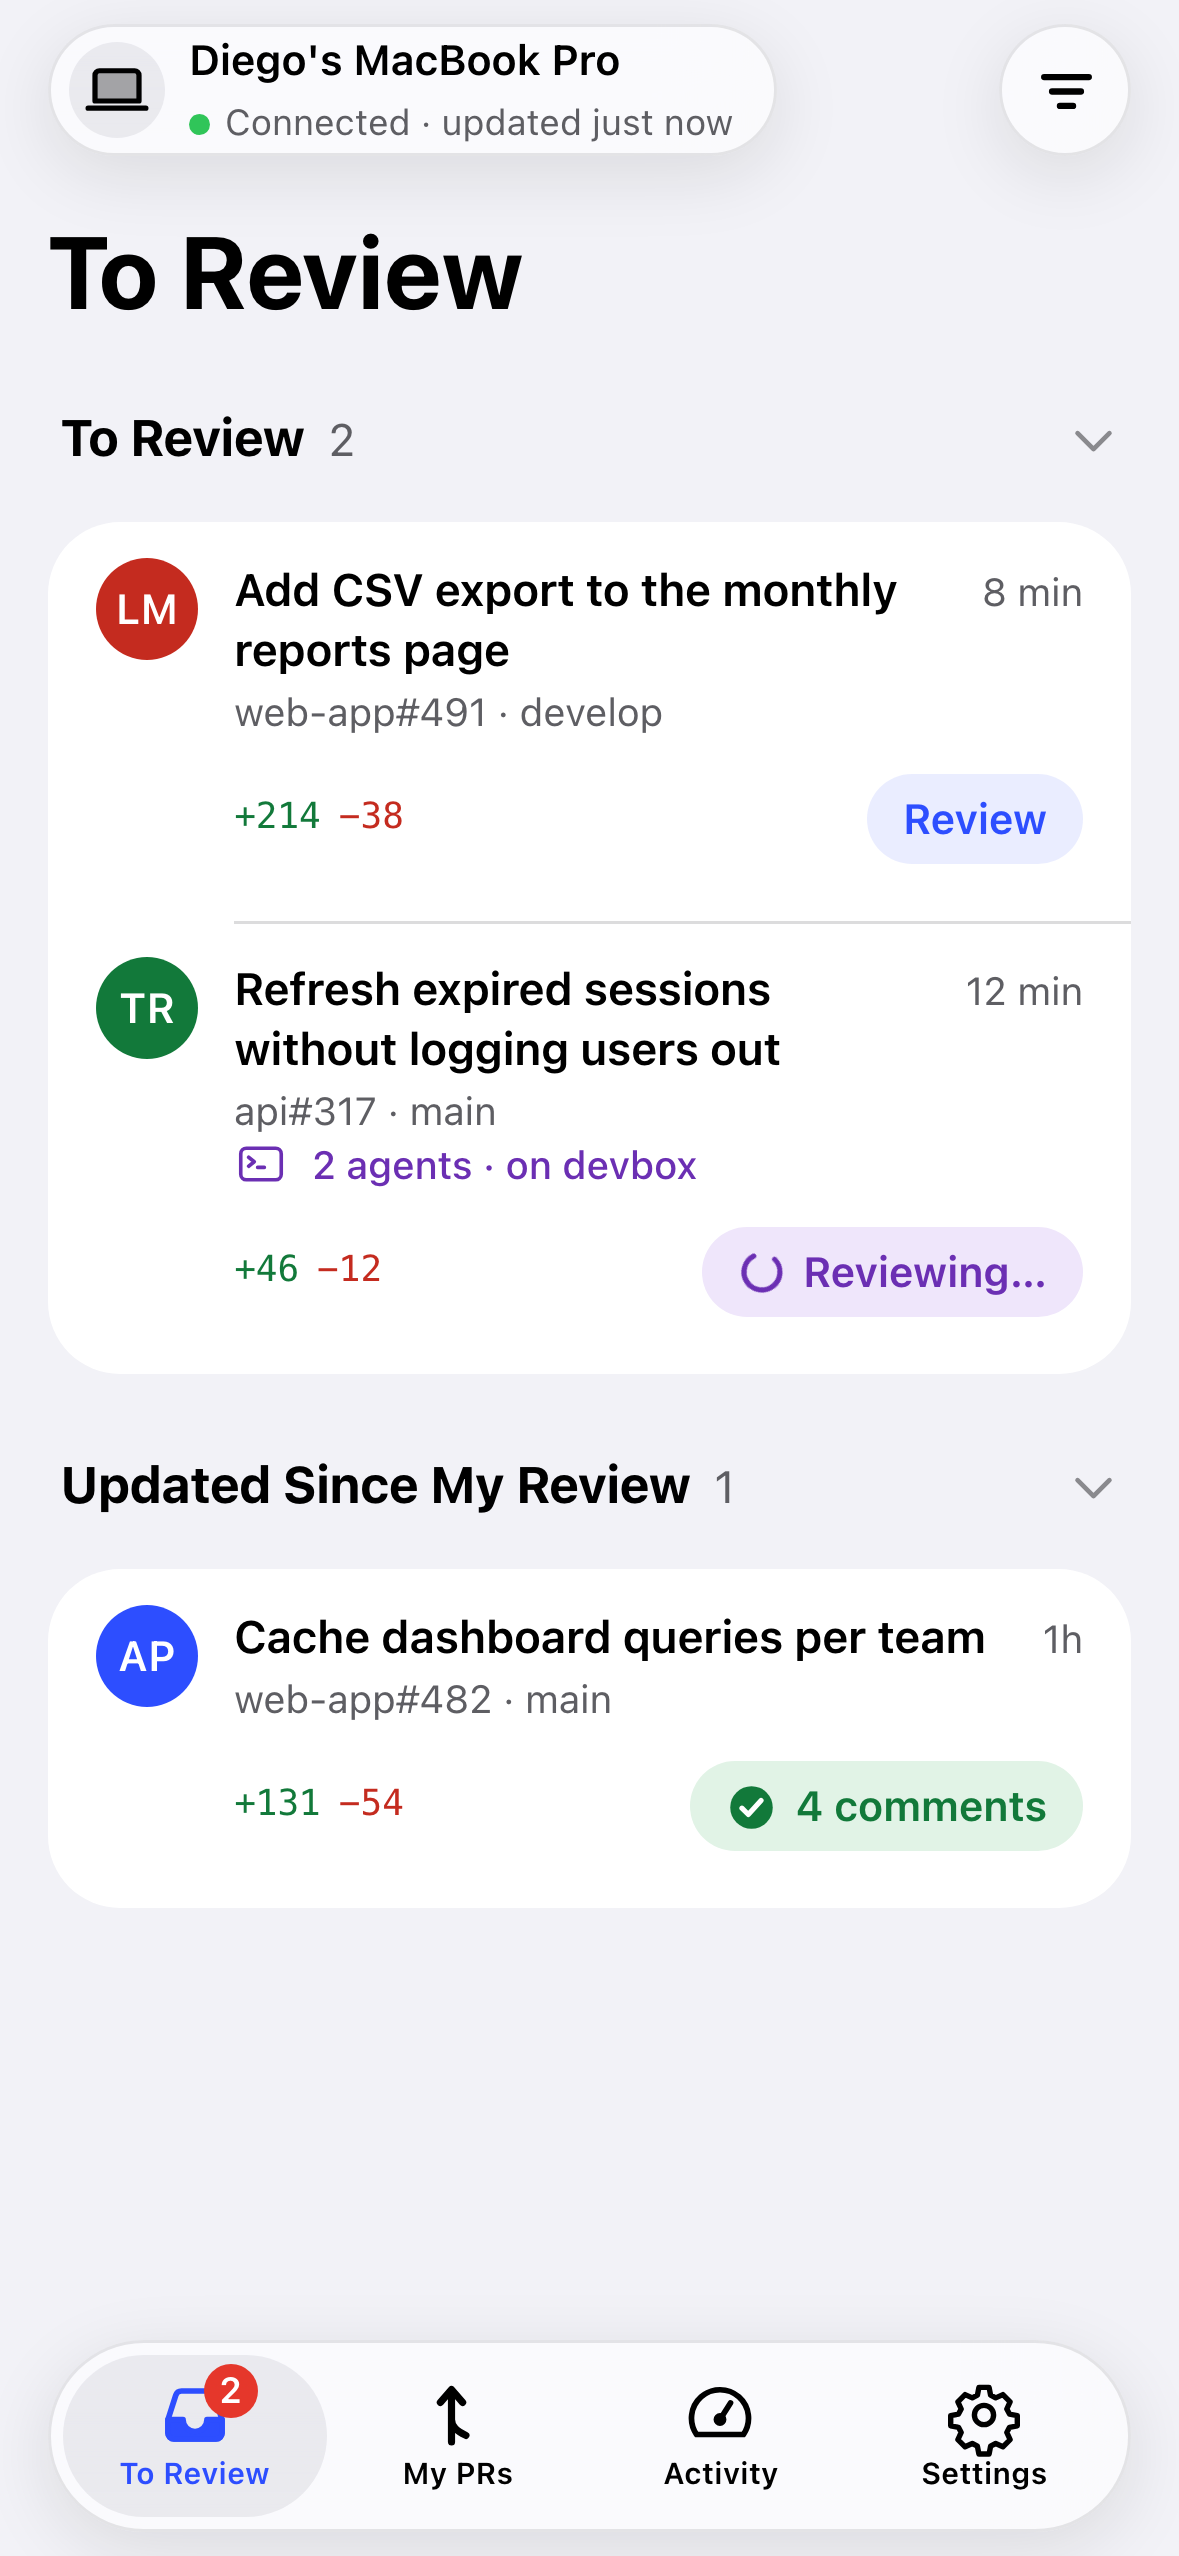 Diego's MacBook Pro
Connected · updated just now
To Review
To Review 2
LM
Add CSV export to the monthly
reports page
8 min
web-app#491 · develop
+214 −38
Review
TR
Refresh expired sessions
without logging users out
12 min
api#317 · main
2 agents · on devbox
+46 −12
Reviewing...
Updated Since My Review 1
AP
Cache dashboard queries per team
1h
web-app#482 · main
+131 −54
4 comments
2
To Review
My PRs
Activity
Settings